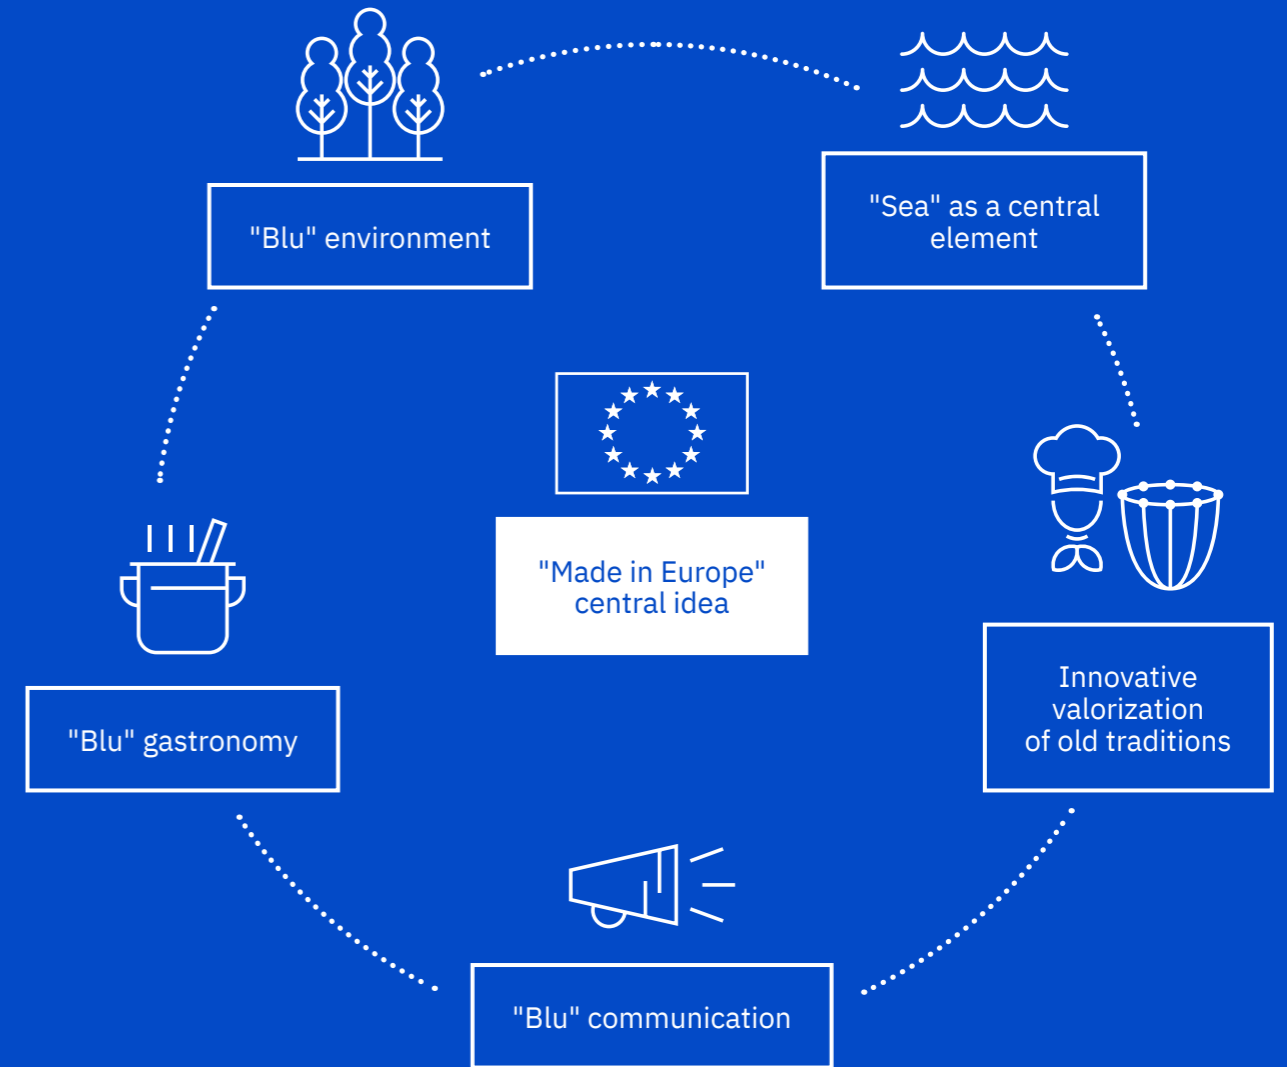 "Blu" environment
"Sea" as a central
element
"Made in Europe"
central idea
Innovative
valorization
of old traditions
"Blu" gastronomy
"Blu" communication